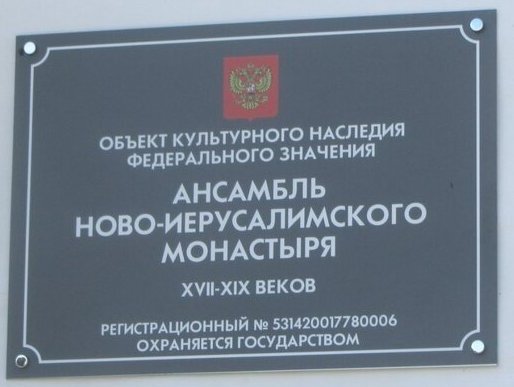 ОБЪЕКТ КУЛЬТУРНОГО НАСЛЕДИЯ
ФЕДЕРАЛЬНОГО ЗНАЧЕНИЯ
АНСАМБЛЬ
НОВО-ИЕРУСАЛИМСКОГО
МОНАСТЫРЯ
XVII-XIX ВЕКОВ
РЕГИСТРАЦИОННЫЙ № 531420017780006
ОХРАНЯЕТСЯ ГОСУДАРСТВОМ